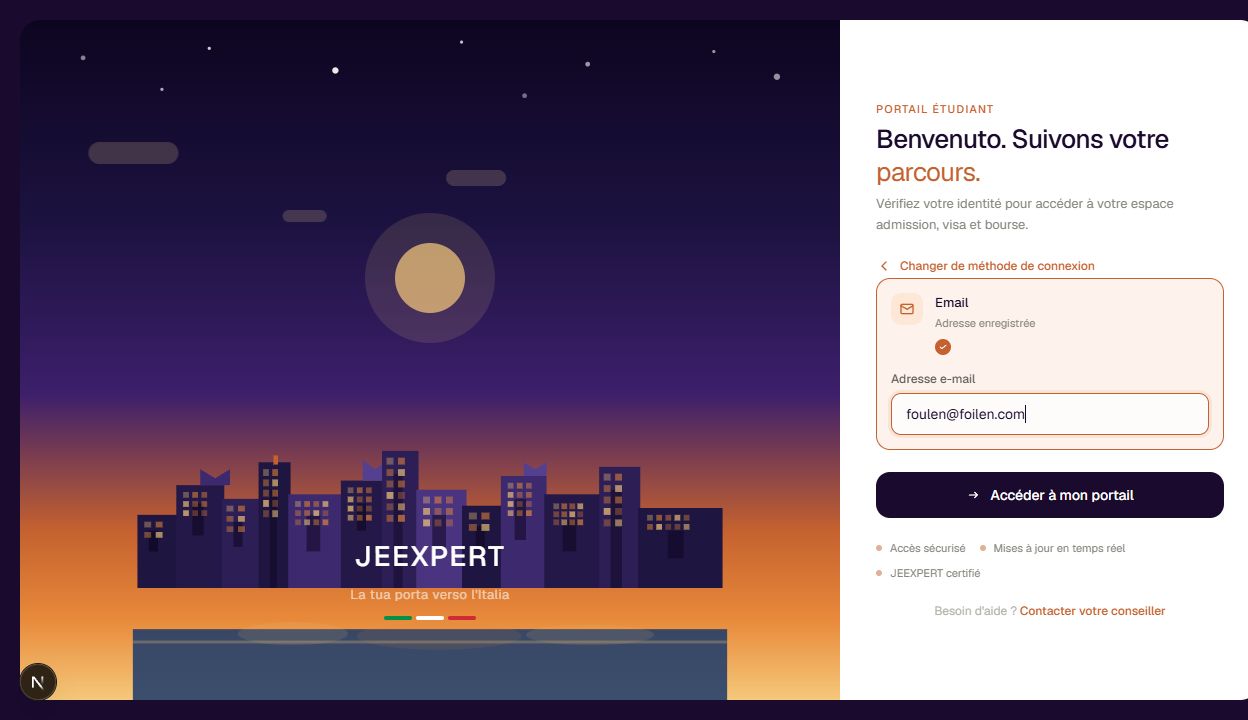 JEEXPERT
La tua porta verso l'Italia
N
PORTAIL ÉTUDIANT
Benvenuto. Suivons votre
parcours.
Vérifiez votre identité pour accéder à votre espace
admission, visa et bourse.
Changer de méthode de connexion
Email
Adresse enregistrée
Adresse e-mail
foulen@foilen.com
Accéder à mon portail
Accès sécurisé
Mises à jour en temps réel
JEEXPERT certifié
Besoin d'aide ? Contacter votre conseiller